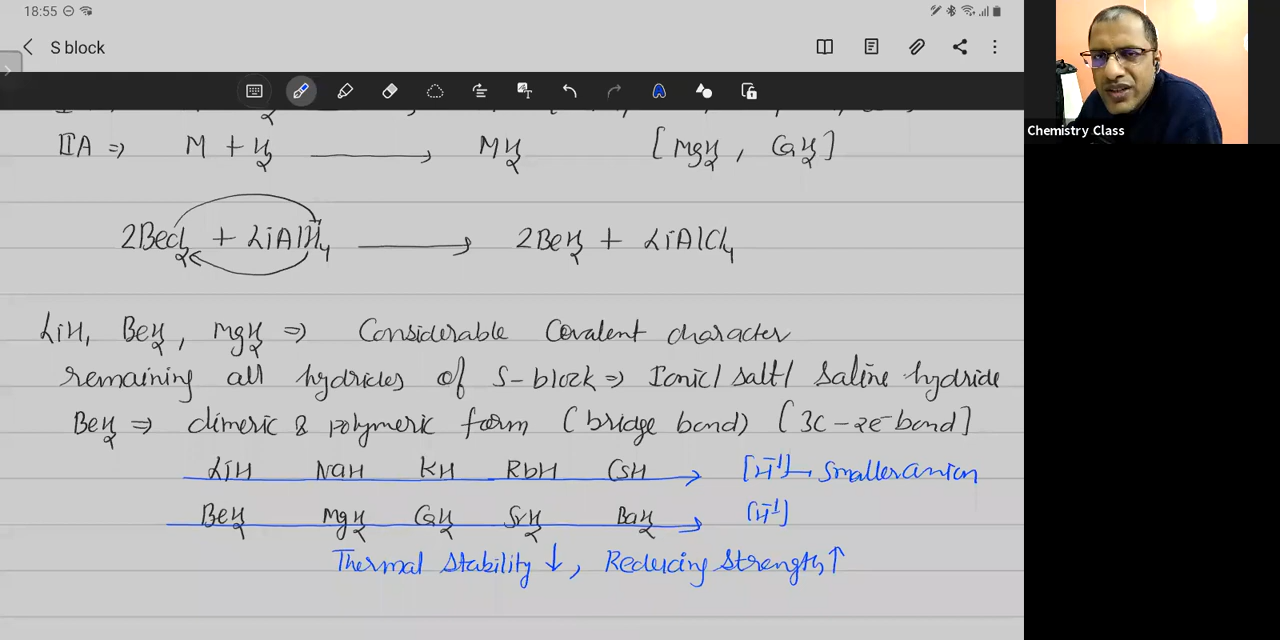 18:55
S block
Chemistry Class
IIA ⇒ M + H₂ ⟶ MH₂ [MgH₂, CaH₂]
2BeCl₂ + LiAlH₄ ⟶ 2BeH₂ + LiAlCl₄
LiH, BeH₂, MgH₂ ⇒ Considerable Covalent character
remaining all hydrides of S-block ⇒ Ionic/ salt/ Saline hydride
BeH₂ ⇒ dimeric & polymeric form (bridge bond) [3C-2e⁻ bond]
LiH NaH KH RbH CsH [H⁻¹] → Smaller anion
BeH₂ MgH₂ CaH₂ SrH₂ BaH₂ [H⁻¹]
Thermal Stability ↓, Reducing Strength ↑